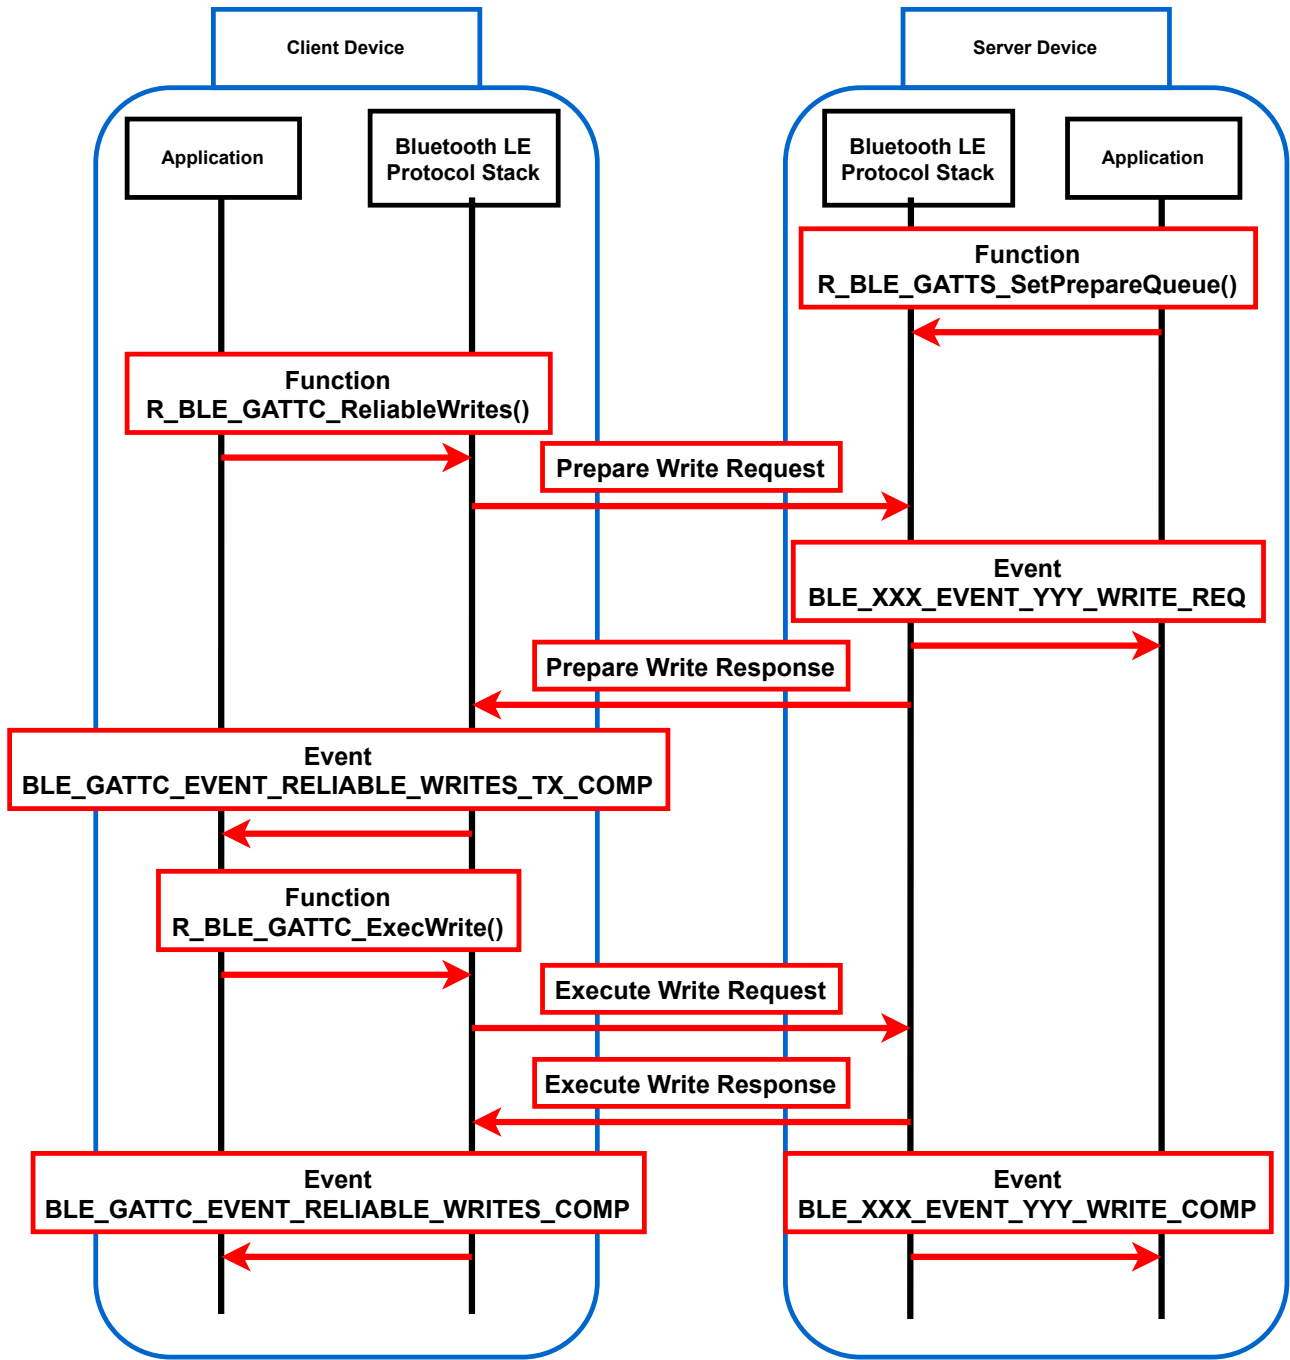 Client Device
Server Device
Application
Bluetooth LE
Protocol Stack
Bluetooth LE
Protocol Stack
Application
Function
R_BLE_GATTS_SetPrepareQueue()
Function
R_BLE_GATTC_ReliableWrites()
Prepare Write Request
Event
BLE_XXX_EVENT_YYY_WRITE_REQ
Prepare Write Response
Event
BLE_GATTC_EVENT_RELIABLE_WRITES_TX_COMP
Function
R_BLE_GATTC_ExecWrite()
Execute Write Request
Execute Write Response
Event
BLE_GATTC_EVENT_RELIABLE_WRITES_COMP
Event
BLE_XXX_EVENT_YYY_WRITE_COMP